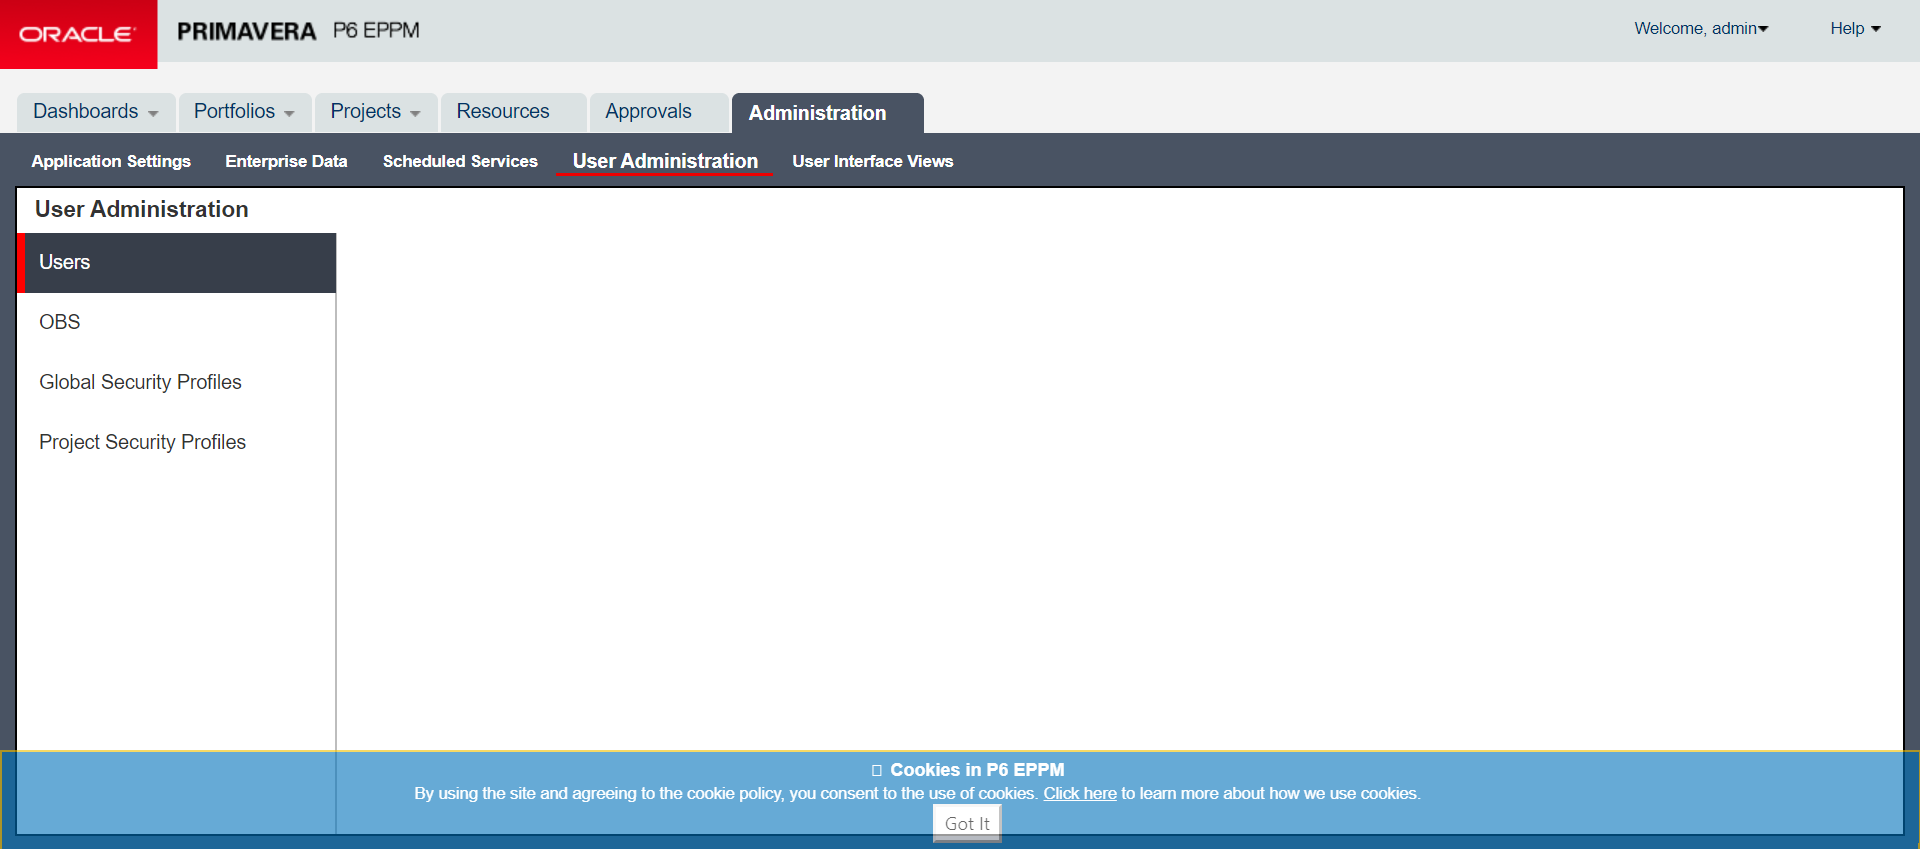 ORACLE PRIMAVERA P6 EPPM Welcome, admin Help
Dashboards Portfolios Projects Resources Approvals Administration
Application Settings Enterprise Data Scheduled Services User Administration User Interface Views
User Administration
Users
OBS
Global Security Profiles
Project Security Profiles
Cookies in P6 EPPM
By using the site and agreeing to the cookie policy, you consent to the use of cookies. Click here to learn more about how we use cookies.
Got It